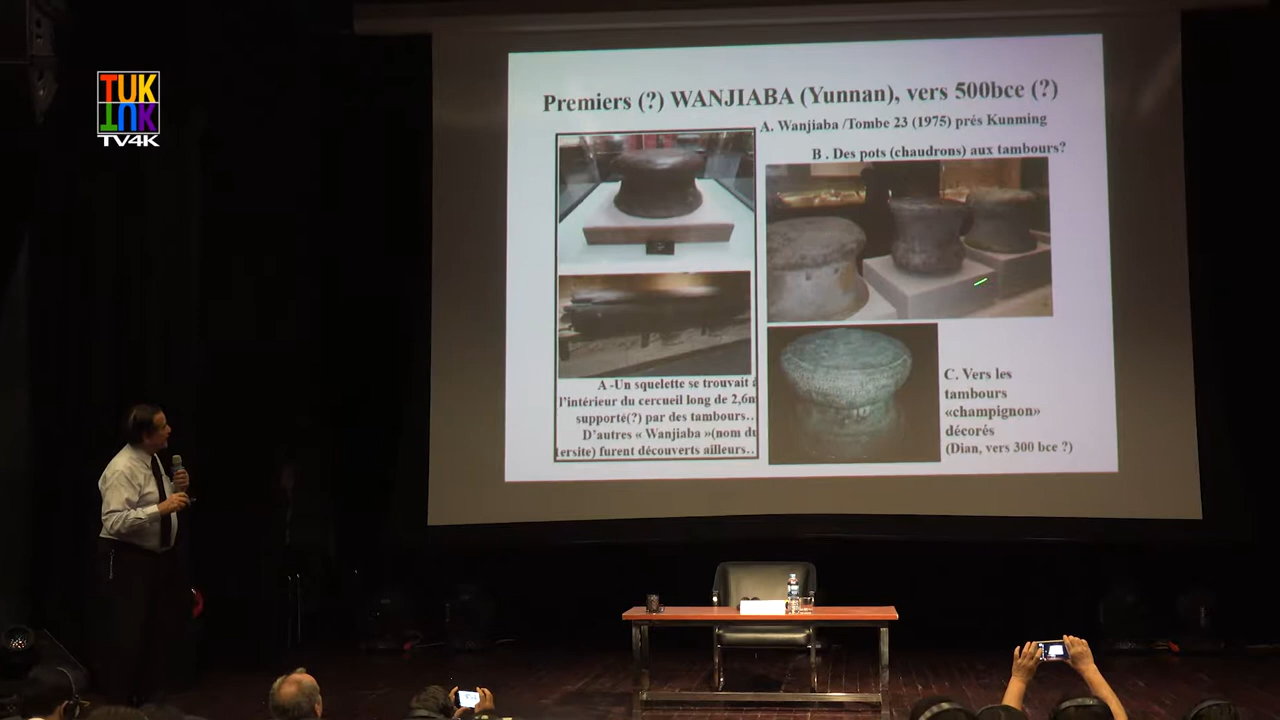 TUK
TUK
TV4K
Premiers (?) WANJIABA (Yunnan), vers 500bce (?)
A. Wanjiaba /Tombe 23 (1975) prés Kunming
B . Des pots (chaudrons) aux tambours?
A -Un squelette se trouvait à
l'intérieur du cercueil long de 2,6m
supporté(?) par des tambours..
D'autres « Wanjiaba »(nom du
1ersite) furent découverts ailleurs..
C. Vers les
tambours
«champignon»
décorés
(Dian, vers 300 bce ?)